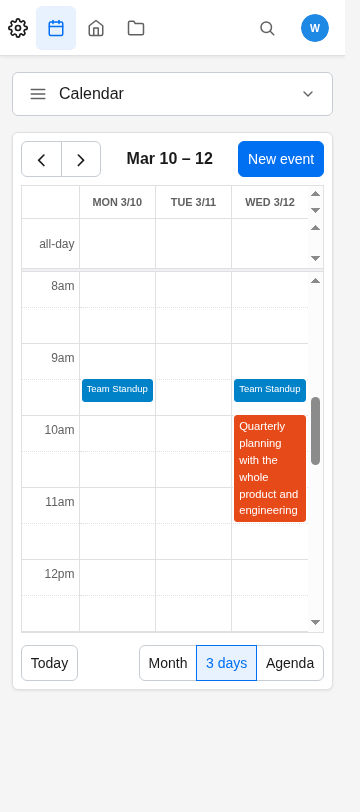 W
Calendar
Mar 10 – 12
New event
MON 3/10
TUE 3/11
WED 3/12
all-day
8am
9am
Team Standup
Team Standup
10am
Quarterly
planning
with the
whole
product and
engineering
11am
12pm
Today
Month
3 days
Agenda